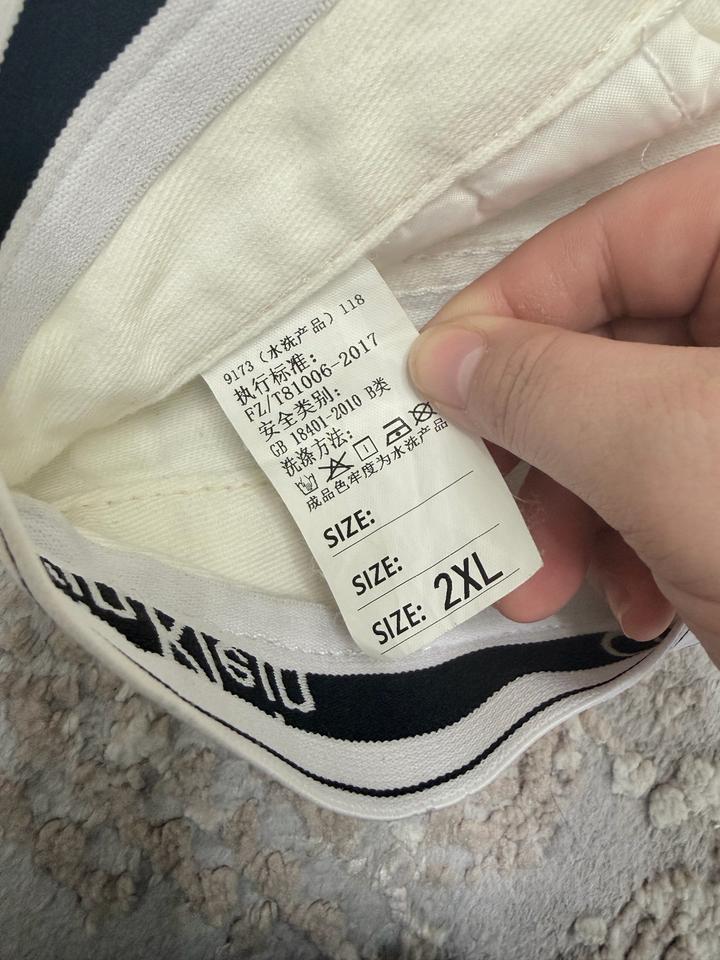 9173（水洗产品）118
执行标准：
FZ/T81006-2017
安全类别：
GB 18401-2010 B类
洗涤方法：
成品色牢度为水洗产品
SIZE:
SIZE:
SIZE: 2XL
KISIU